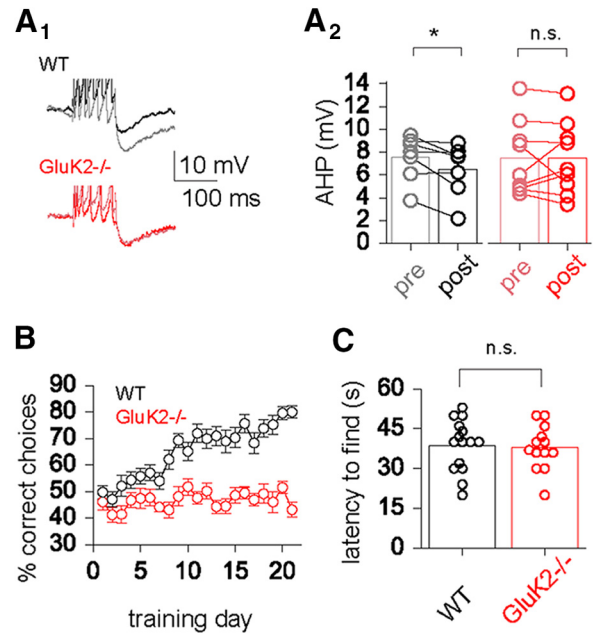 A1
WT
GluK2-/-
10 mV
100 ms
A2
*
n.s.
AHP (mV)
14
12
10
8
6
4
2
0
pre
post
pre
post
B
WT
GluK2-/-
% correct choices
90
80
70
60
50
40
30
0
5
10
15
20
training day
C
n.s.
latency to find (s)
60
45
30
15
0
WT
GluK2-/-